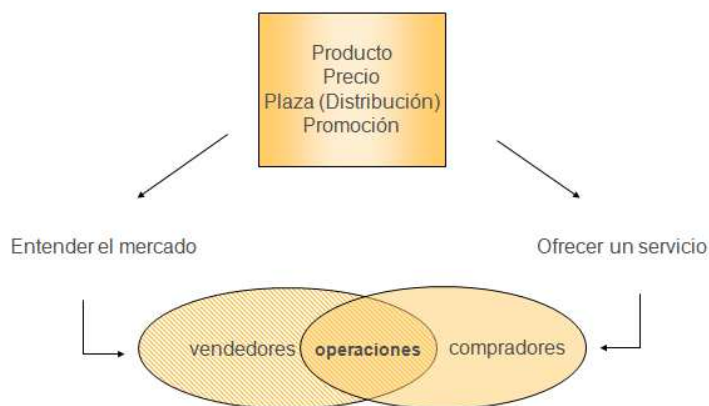 Producto
Precio
Plaza (Distribución)
Promoción
Entender el mercado
Ofrecer un servicio
vendedores
operaciones
compradores